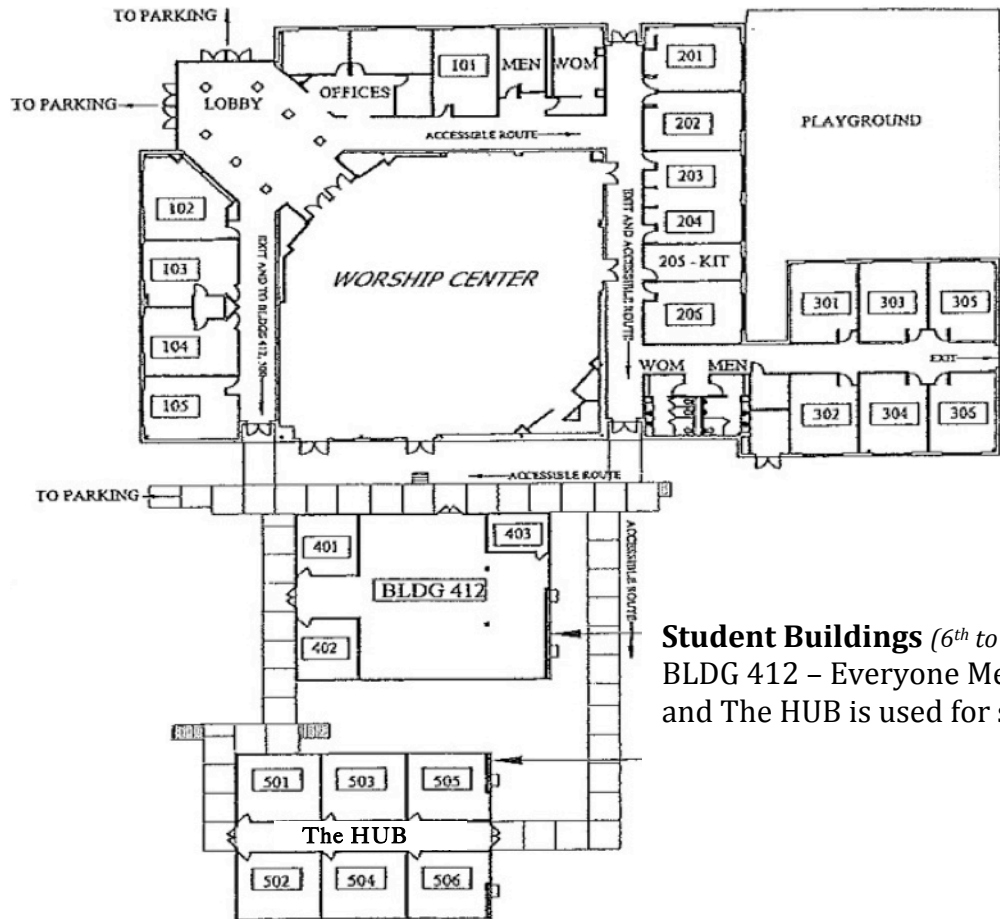 TO PARKING
TO PARKING
LOBBY
OFFICES
101
MEN
WOM
201
ACCESSIBLE ROUTE
202
PLAYGROUND
203
204
205 - KIT
206
102
103
104
105
EXIT AND TO BLDGS 412, 500
WORSHIP CENTER
EXIT AND ACCESSIBLE ROUTE
301
303
305
WOM
MEN
EXIT
302
304
306
ACCESSIBLE ROUTE
TO PARKING
401
403
BLDG 412
402
ACCESSIBLE ROUTE
Student Buildings (6th to
BLDG 412 – Everyone Me
and The HUB is used for s
501
503
505
The HUB
502
504
506